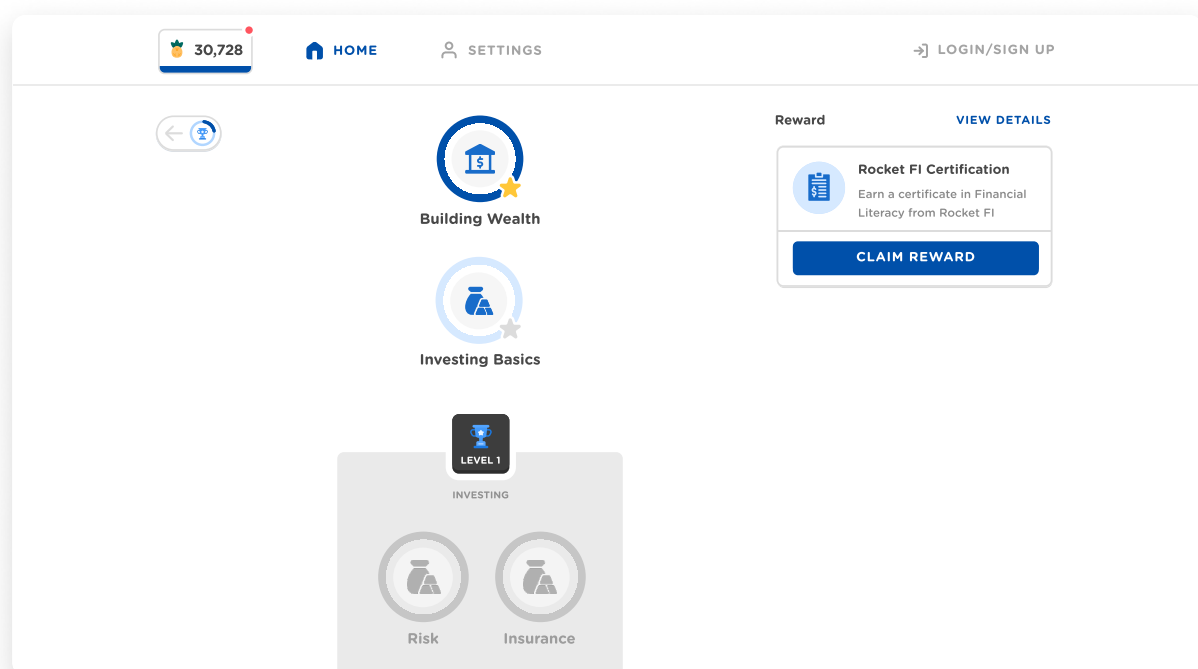 30,728
HOME
SETTINGS
LOGIN/SIGN UP
Building Wealth
Investing Basics
LEVEL 1
INVESTING
Risk
Insurance
Reward
VIEW DETAILS
Rocket FI Certification
Earn a certificate in Financial
Literacy from Rocket FI
CLAIM REWARD